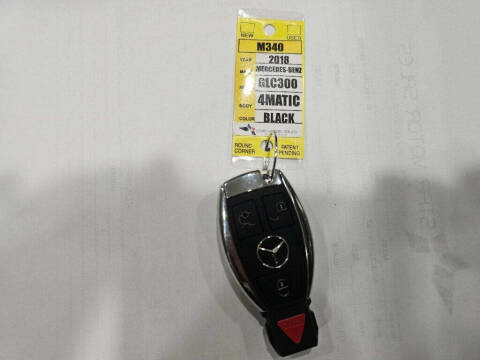 NEW USED
M340
YEAR 2018
MERCEDES-BENZ
GLC300
BODY 4MATIC
COLOR BLACK
ROUND CORNER PATENT PENDING